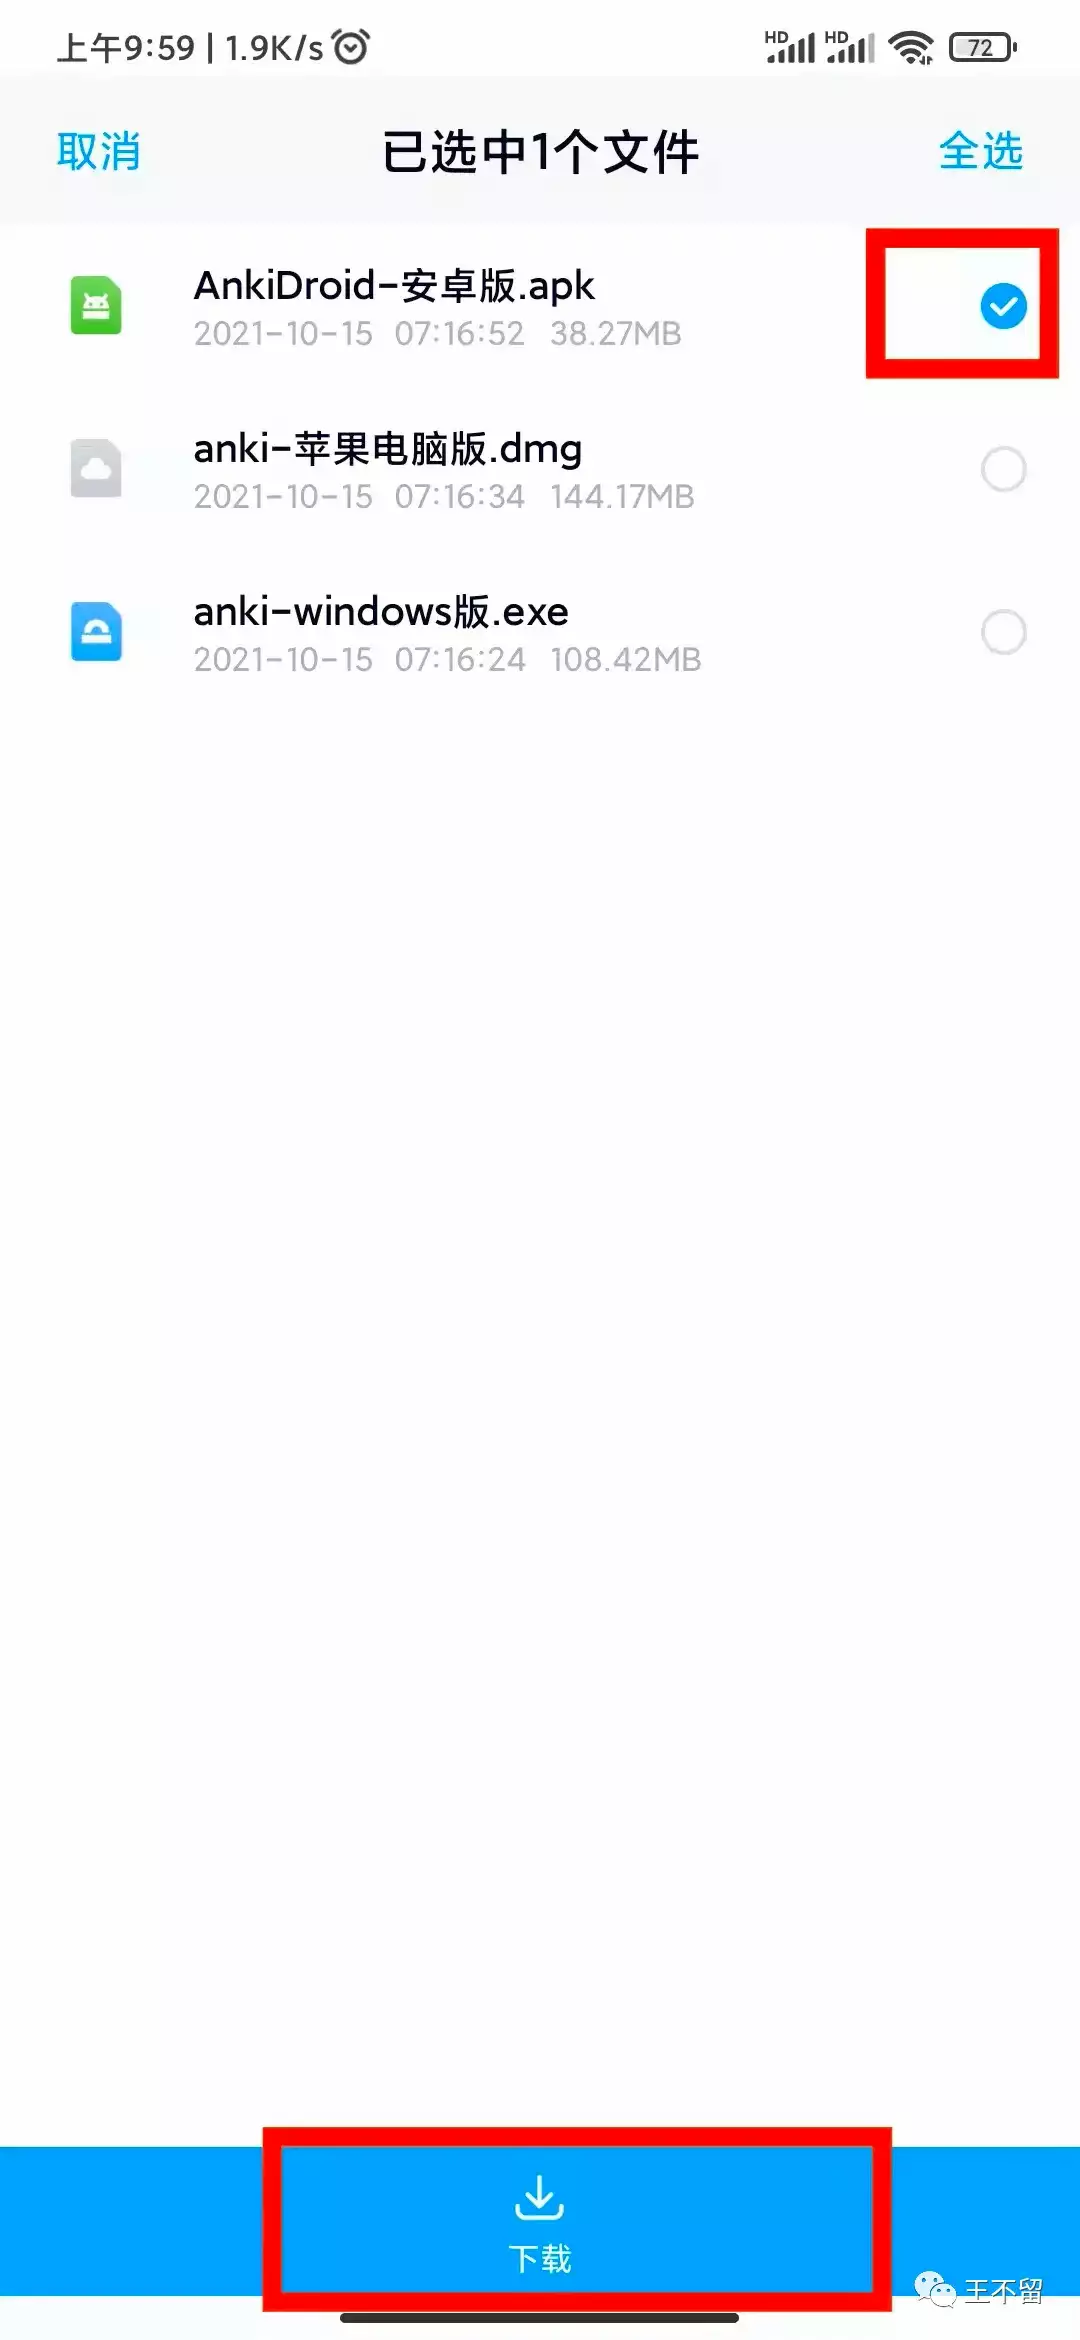 上午9:59 | 1.9K/s
HD HD 72
取消 已选中1个文件 全选
AnkiDroid-安卓版.apk
2021-10-15 07:16:52 38.27MB
anki-苹果电脑版.dmg
2021-10-15 07:16:34 144.17MB
anki-windows版.exe
2021-10-15 07:16:24 108.42MB
下载
王不留